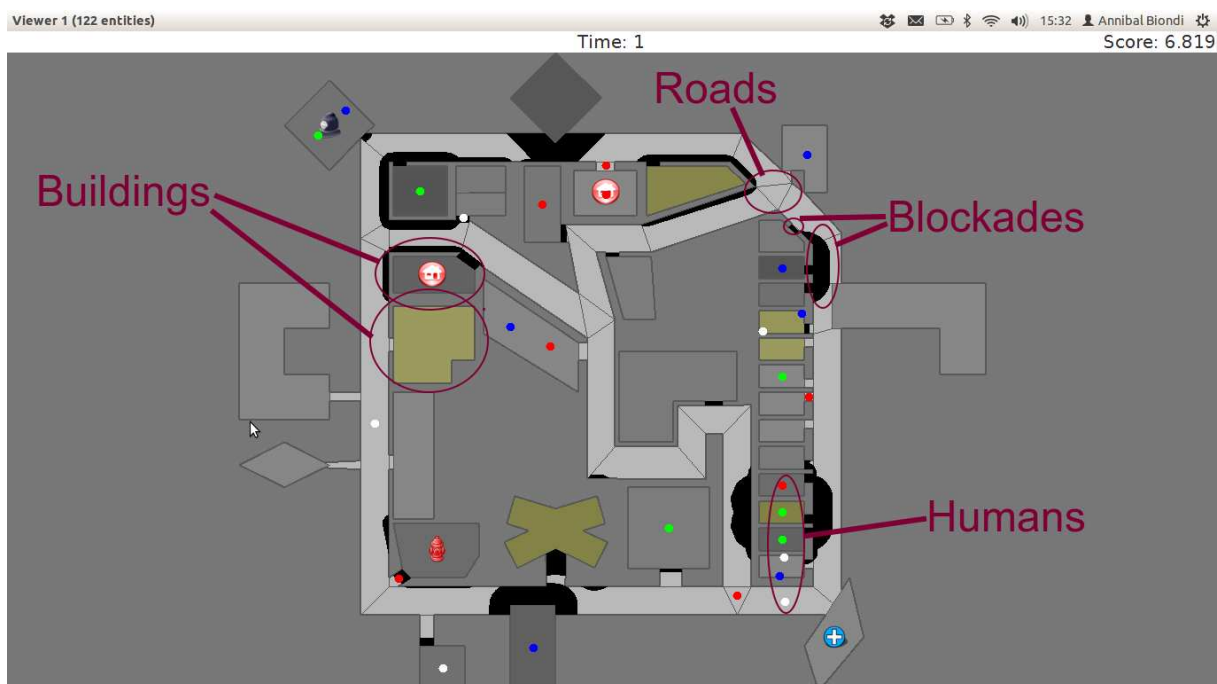 Viewer 1 (122 entities) 15:32 Annibal Biondi
Time: 1 Score: 6.819
Roads
Buildings
Blockades
Humans